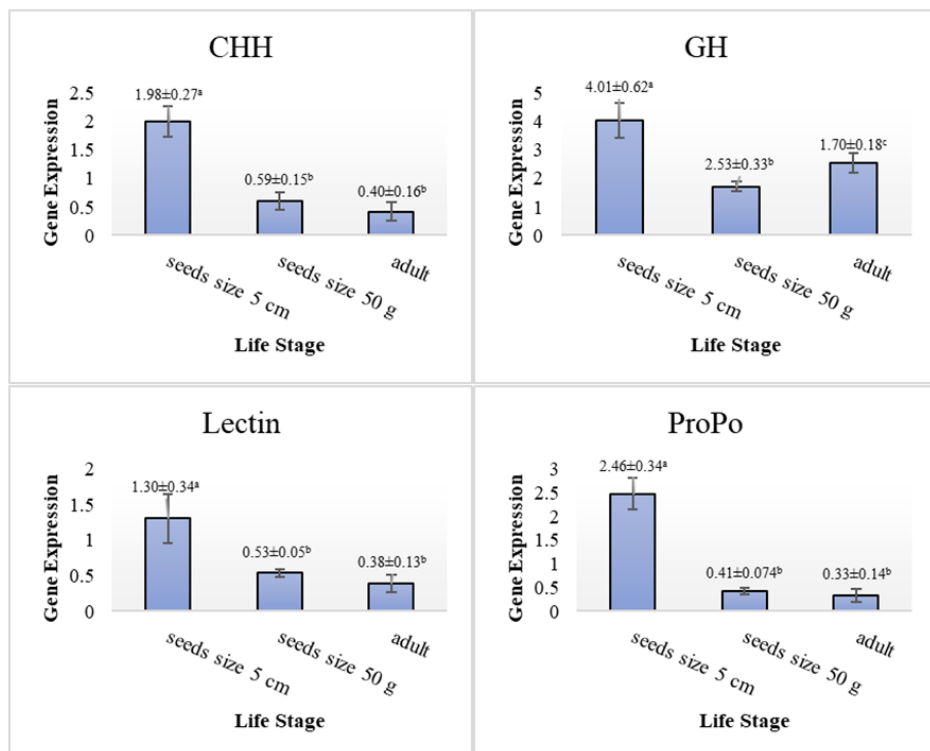 CHH
Gene Expression
2.5
2
1.5
1
0.5
0
1.98±0.27ᵃ
0.59±0.15ᵇ
0.40±0.16ᵇ
seeds size 5 cm
seeds size 50 g
adult
Life Stage
GH
Gene Expression
5
4
3
2
1
0
4.01±0.62ᵃ
2.53±0.33ᵇ
1.70±0.18ᶜ
seeds size 5 cm
seeds size 50 g
adult
Life Stage
Lectin
Gene Expression
2
1.5
1
0.5
0
1.30±0.34ᵃ
0.53±0.05ᵇ
0.38±0.13ᵇ
seeds size 5 cm
seeds size 50 g
adult
Life Stage
ProPo
Gene Expression
3
2.5
2
1.5
1
0.5
0
2.46±0.34ᵃ
0.41±0.074ᵇ
0.33±0.14ᵇ
seeds size 5 cm
seeds size 50 g
adult
Life Stage